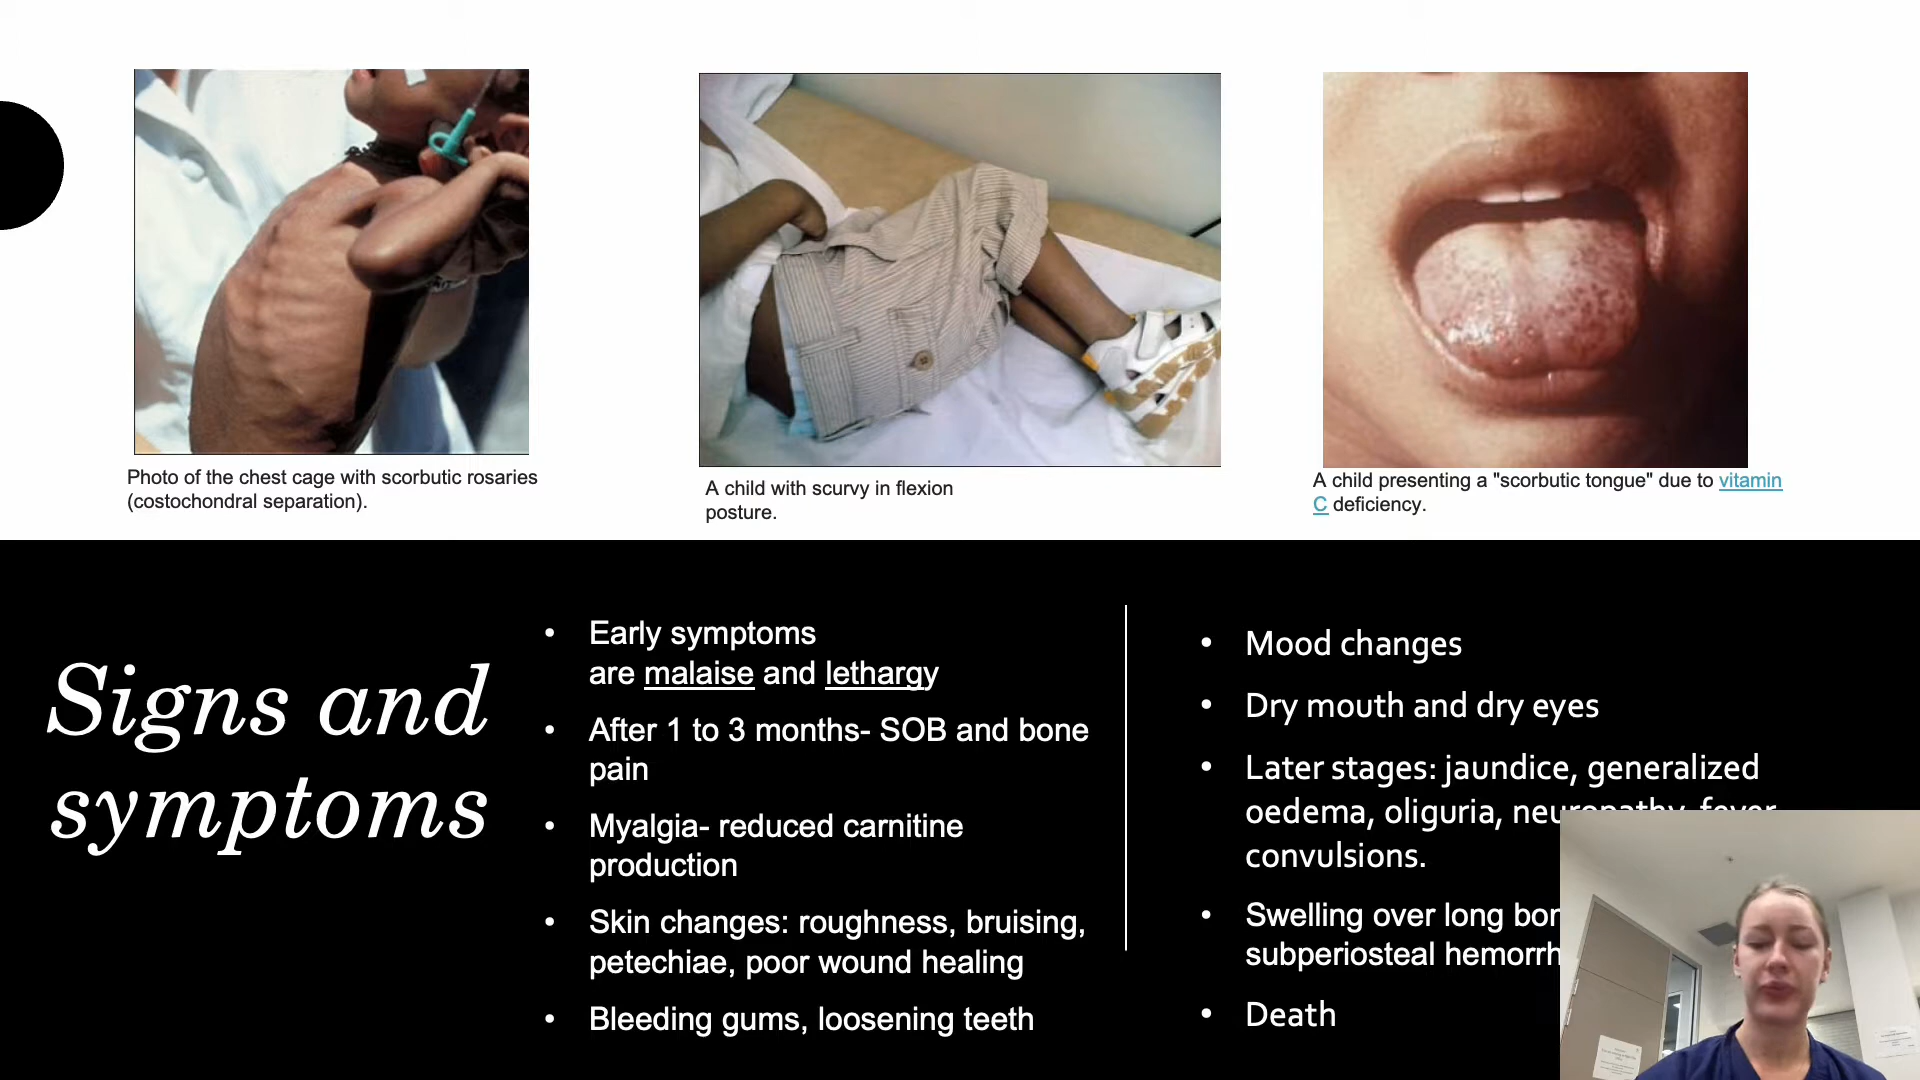 Photo of the chest cage with scorbutic rosaries
(costochondral separation).
A child with scurvy in flexion
posture.
A child presenting a "scorbutic tongue" due to vitamin
C deficiency.
Signs and
symptoms
• Early symptoms
are malaise and lethargy
• After 1 to 3 months- SOB and bone
pain
• Myalgia- reduced carnitine
production
• Skin changes: roughness, bruising,
petechiae, poor wound healing
• Bleeding gums, loosening teeth
• Mood changes
• Dry mouth and dry eyes
• Later stages: jaundice, generalized
oedema, oliguria, neuropathy, fever,
convulsions.
• Swelling over long
subperiosteal
• Death